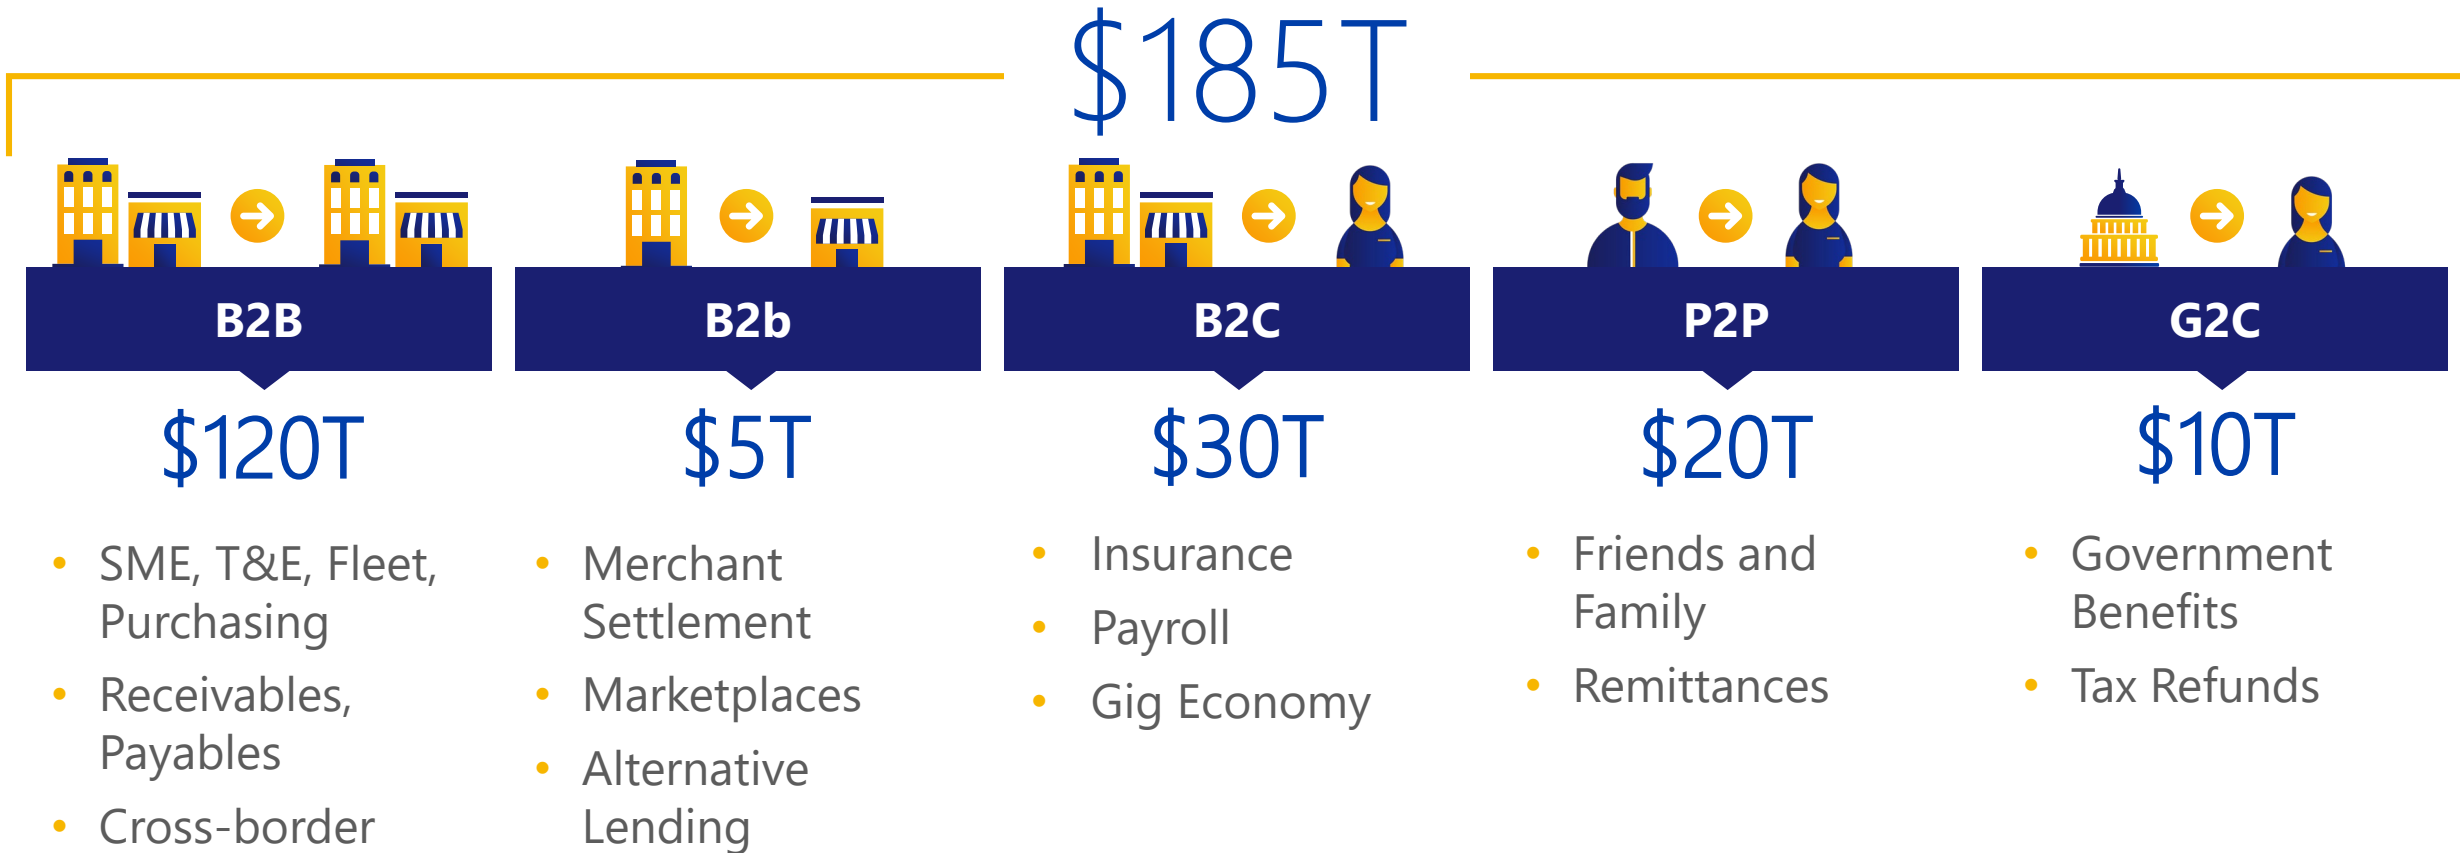 $185T
B2B
B2b
B2C
P2P
G2C
$120T
$5T
$30T
$20T
$10T
• SME, T&E, Fleet,
Purchasing
• Receivables,
Payables
• Cross-border
• Merchant
Settlement
• Marketplaces
• Alternative
Lending
• Insurance
• Payroll
• Gig Economy
• Friends and
Family
• Remittances
• Government
Benefits
• Tax Refunds